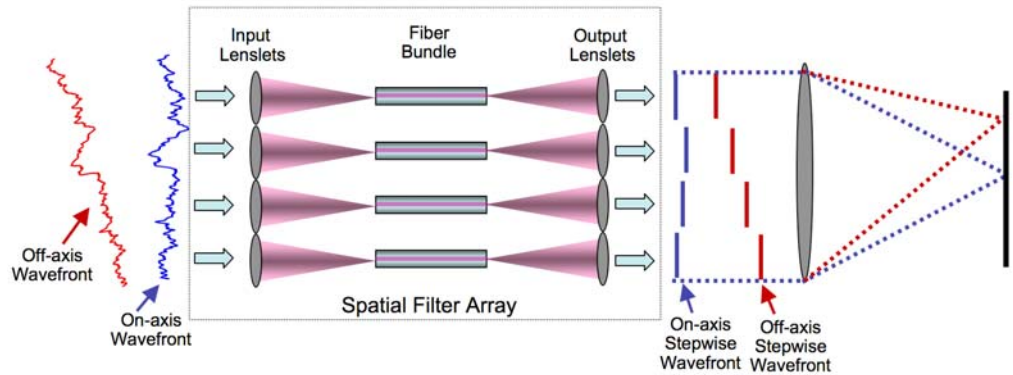 Input
Lenslets
Fiber
Bundle
Output
Lenslets
Off-axis
Wavefront
On-axis
Wavefront
Spatial Filter Array
On-axis
Stepwise
Wavefront
Off-axis
Stepwise
Wavefront